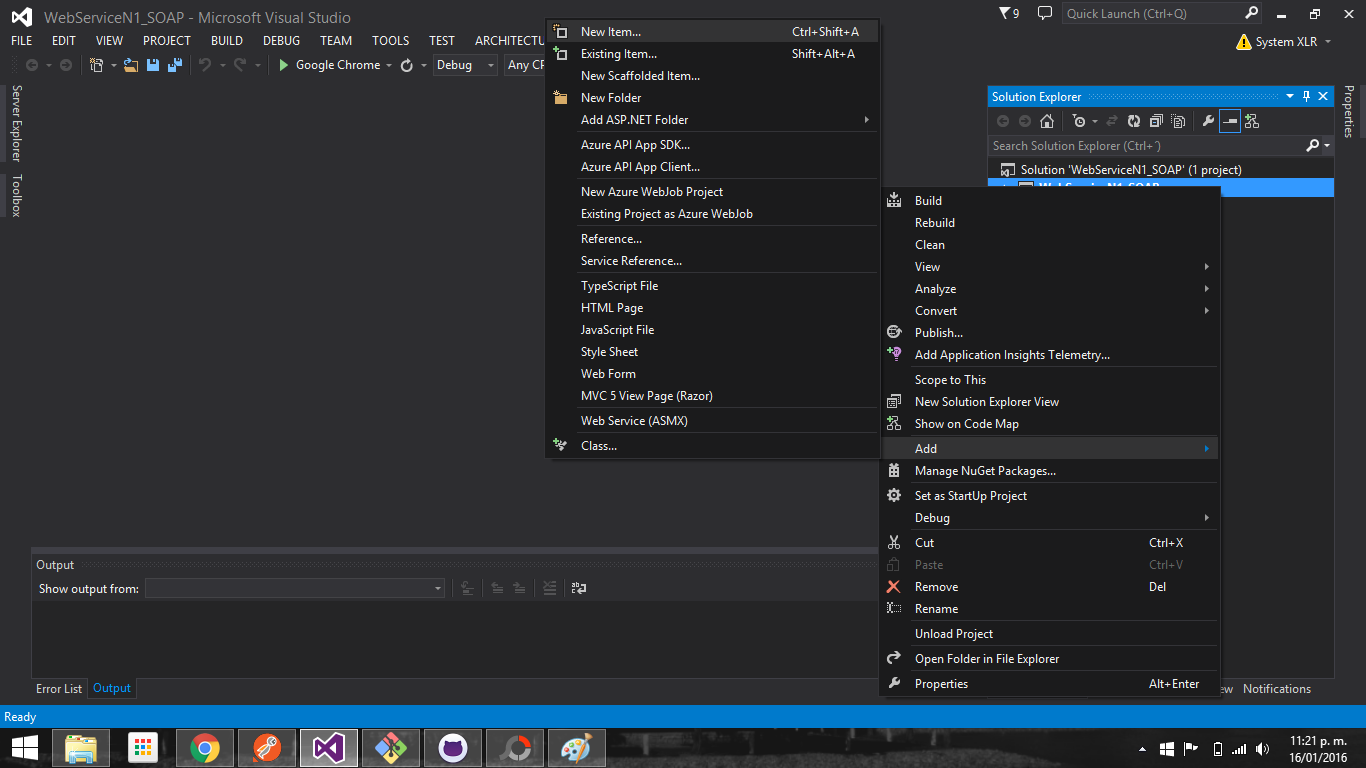 WebServiceN1_SOAP - Microsoft Visual Studio
9
Quick Launch (Ctrl+Q)
FILE EDIT VIEW PROJECT BUILD DEBUG TEAM TOOLS TEST ARCHITECTU
System XLR
Google Chrome Debug Any CP
Server Explorer
Toolbox
New Item... Ctrl+Shift+A
Existing Item... Shift+Alt+A
New Scaffolded Item...
New Folder
Add ASP.NET Folder
Azure API App SDK...
Azure API App Client...
New Azure WebJob Project
Existing Project as Azure WebJob
Reference...
Service Reference...
TypeScript File
HTML Page
JavaScript File
Style Sheet
Web Form
MVC 5 View Page (Razor)
Web Service (ASMX)
Class...
Solution Explorer
Search Solution Explorer (Ctrl+´)
Solution 'WebServiceN1_SOAP' (1 project)
WebServiceN1_SOAP
Properties
Build
Rebuild
Clean
View
Analyze
Convert
Publish...
Add Application Insights Telemetry...
Scope to This
New Solution Explorer View
Show on Code Map
Add
Manage NuGet Packages...
Set as StartUp Project
Debug
Cut Ctrl+X
Paste Ctrl+V
Remove Del
Rename
Unload Project
Open Folder in File Explorer
Properties Alt+Enter
Output
Show output from:
Error List Output
ew Notifications
Ready
11:21 p. m.
16/01/2016